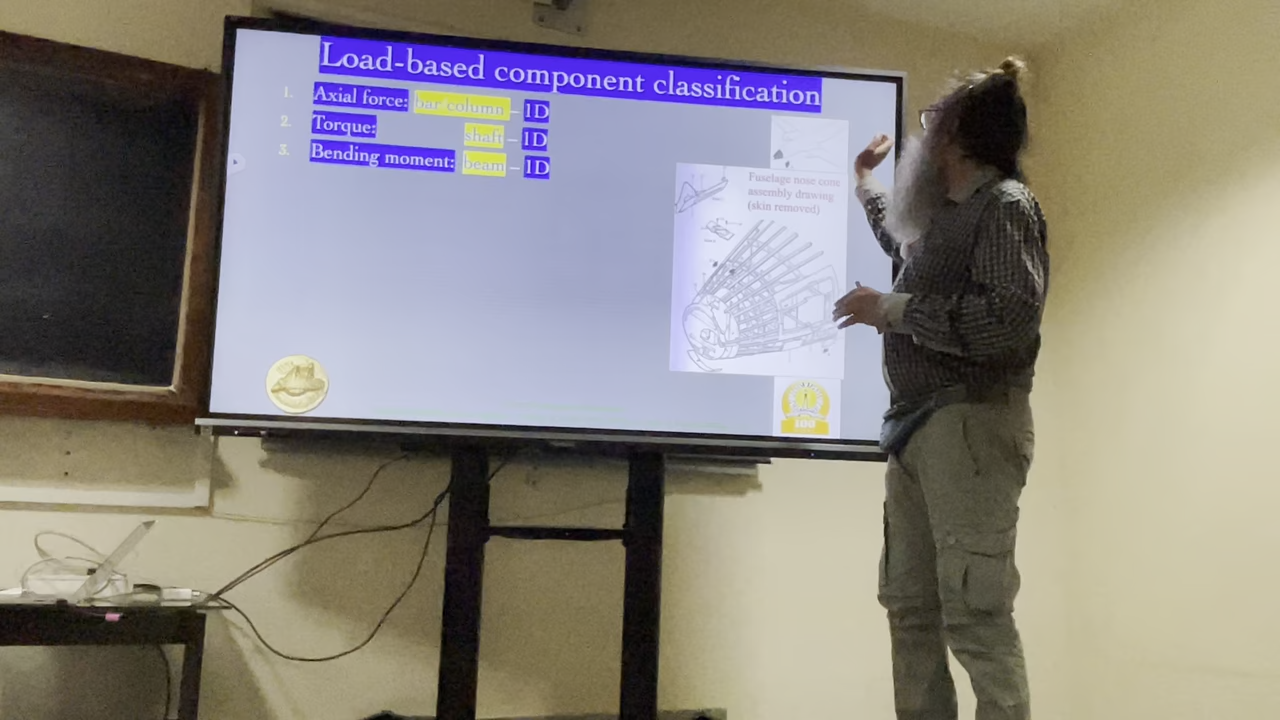 Load-based component classification
1. Axial force: bar column – 1D
2. Torque: shaft – 1D
3. Bending moment: beam – 1D
Fuselage nose cone
assembly drawing
(skin removed)
100